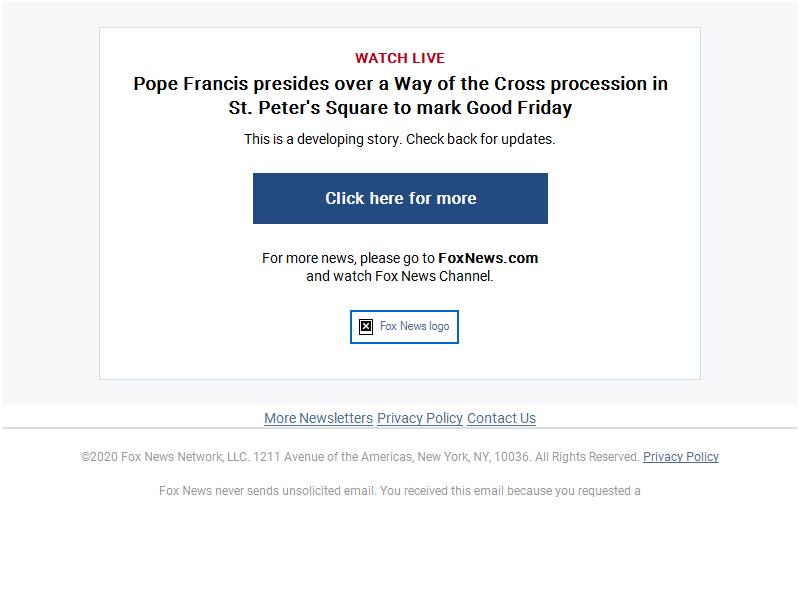 WATCH LIVE
Pope Francis presides over a Way of the Cross procession in
St. Peter's Square to mark Good Friday
This is a developing story. Check back for updates.
Click here for more
For more news, please go to FoxNews.com
and watch Fox News Channel.
Fox News logo
More Newsletters Privacy Policy Contact Us
©2020 Fox News Network, LLC. 1211 Avenue of the Americas, New York, NY, 10036. All Rights Reserved. Privacy Policy
Fox News never sends unsolicited email. You received this email because you requested a